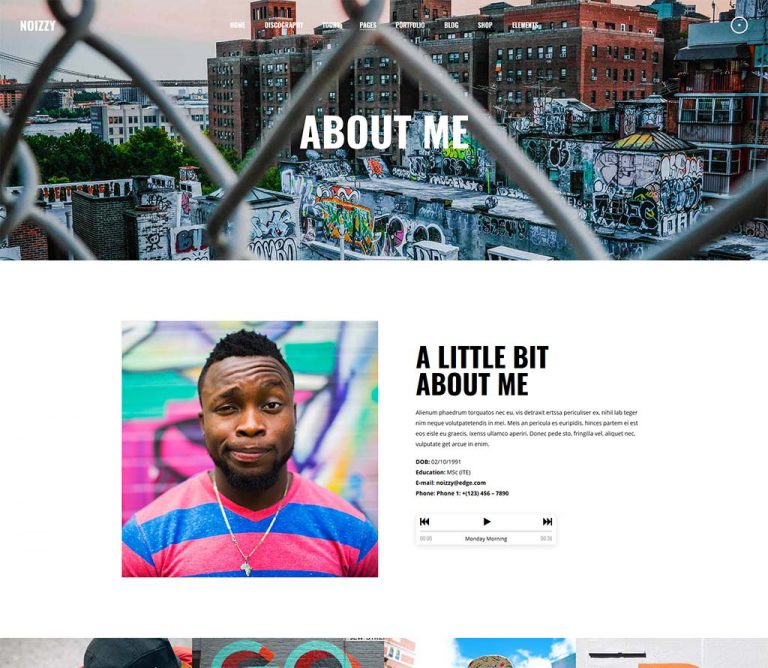 NOIZZY
HOME DISCOGRAPHY TOURS PAGES PORTFOLIO BLOG SHOP ELEMENTS
ABOUT ME
A LITTLE BIT
ABOUT ME
Alienum phaedrum torquatos nec eu, vis detraxit ertssa periculiser ex, nihil lab teger
nim neque volutpatetendis in mei. Meis an pericula es euripidis, hinces partem ei est
eos eisle eu graecis, ixenss ullamco aperiri. Donec pede sto, fringilla vel, aliquet nec,
vulputate get arcue in enim.
DOB: 02/10/1991
Education: MSc (ITE)
E-mail: noizzy@edge.com
Phone: Phone 1: +(123) 456 – 7890
00:00 Monday Morning 00:36